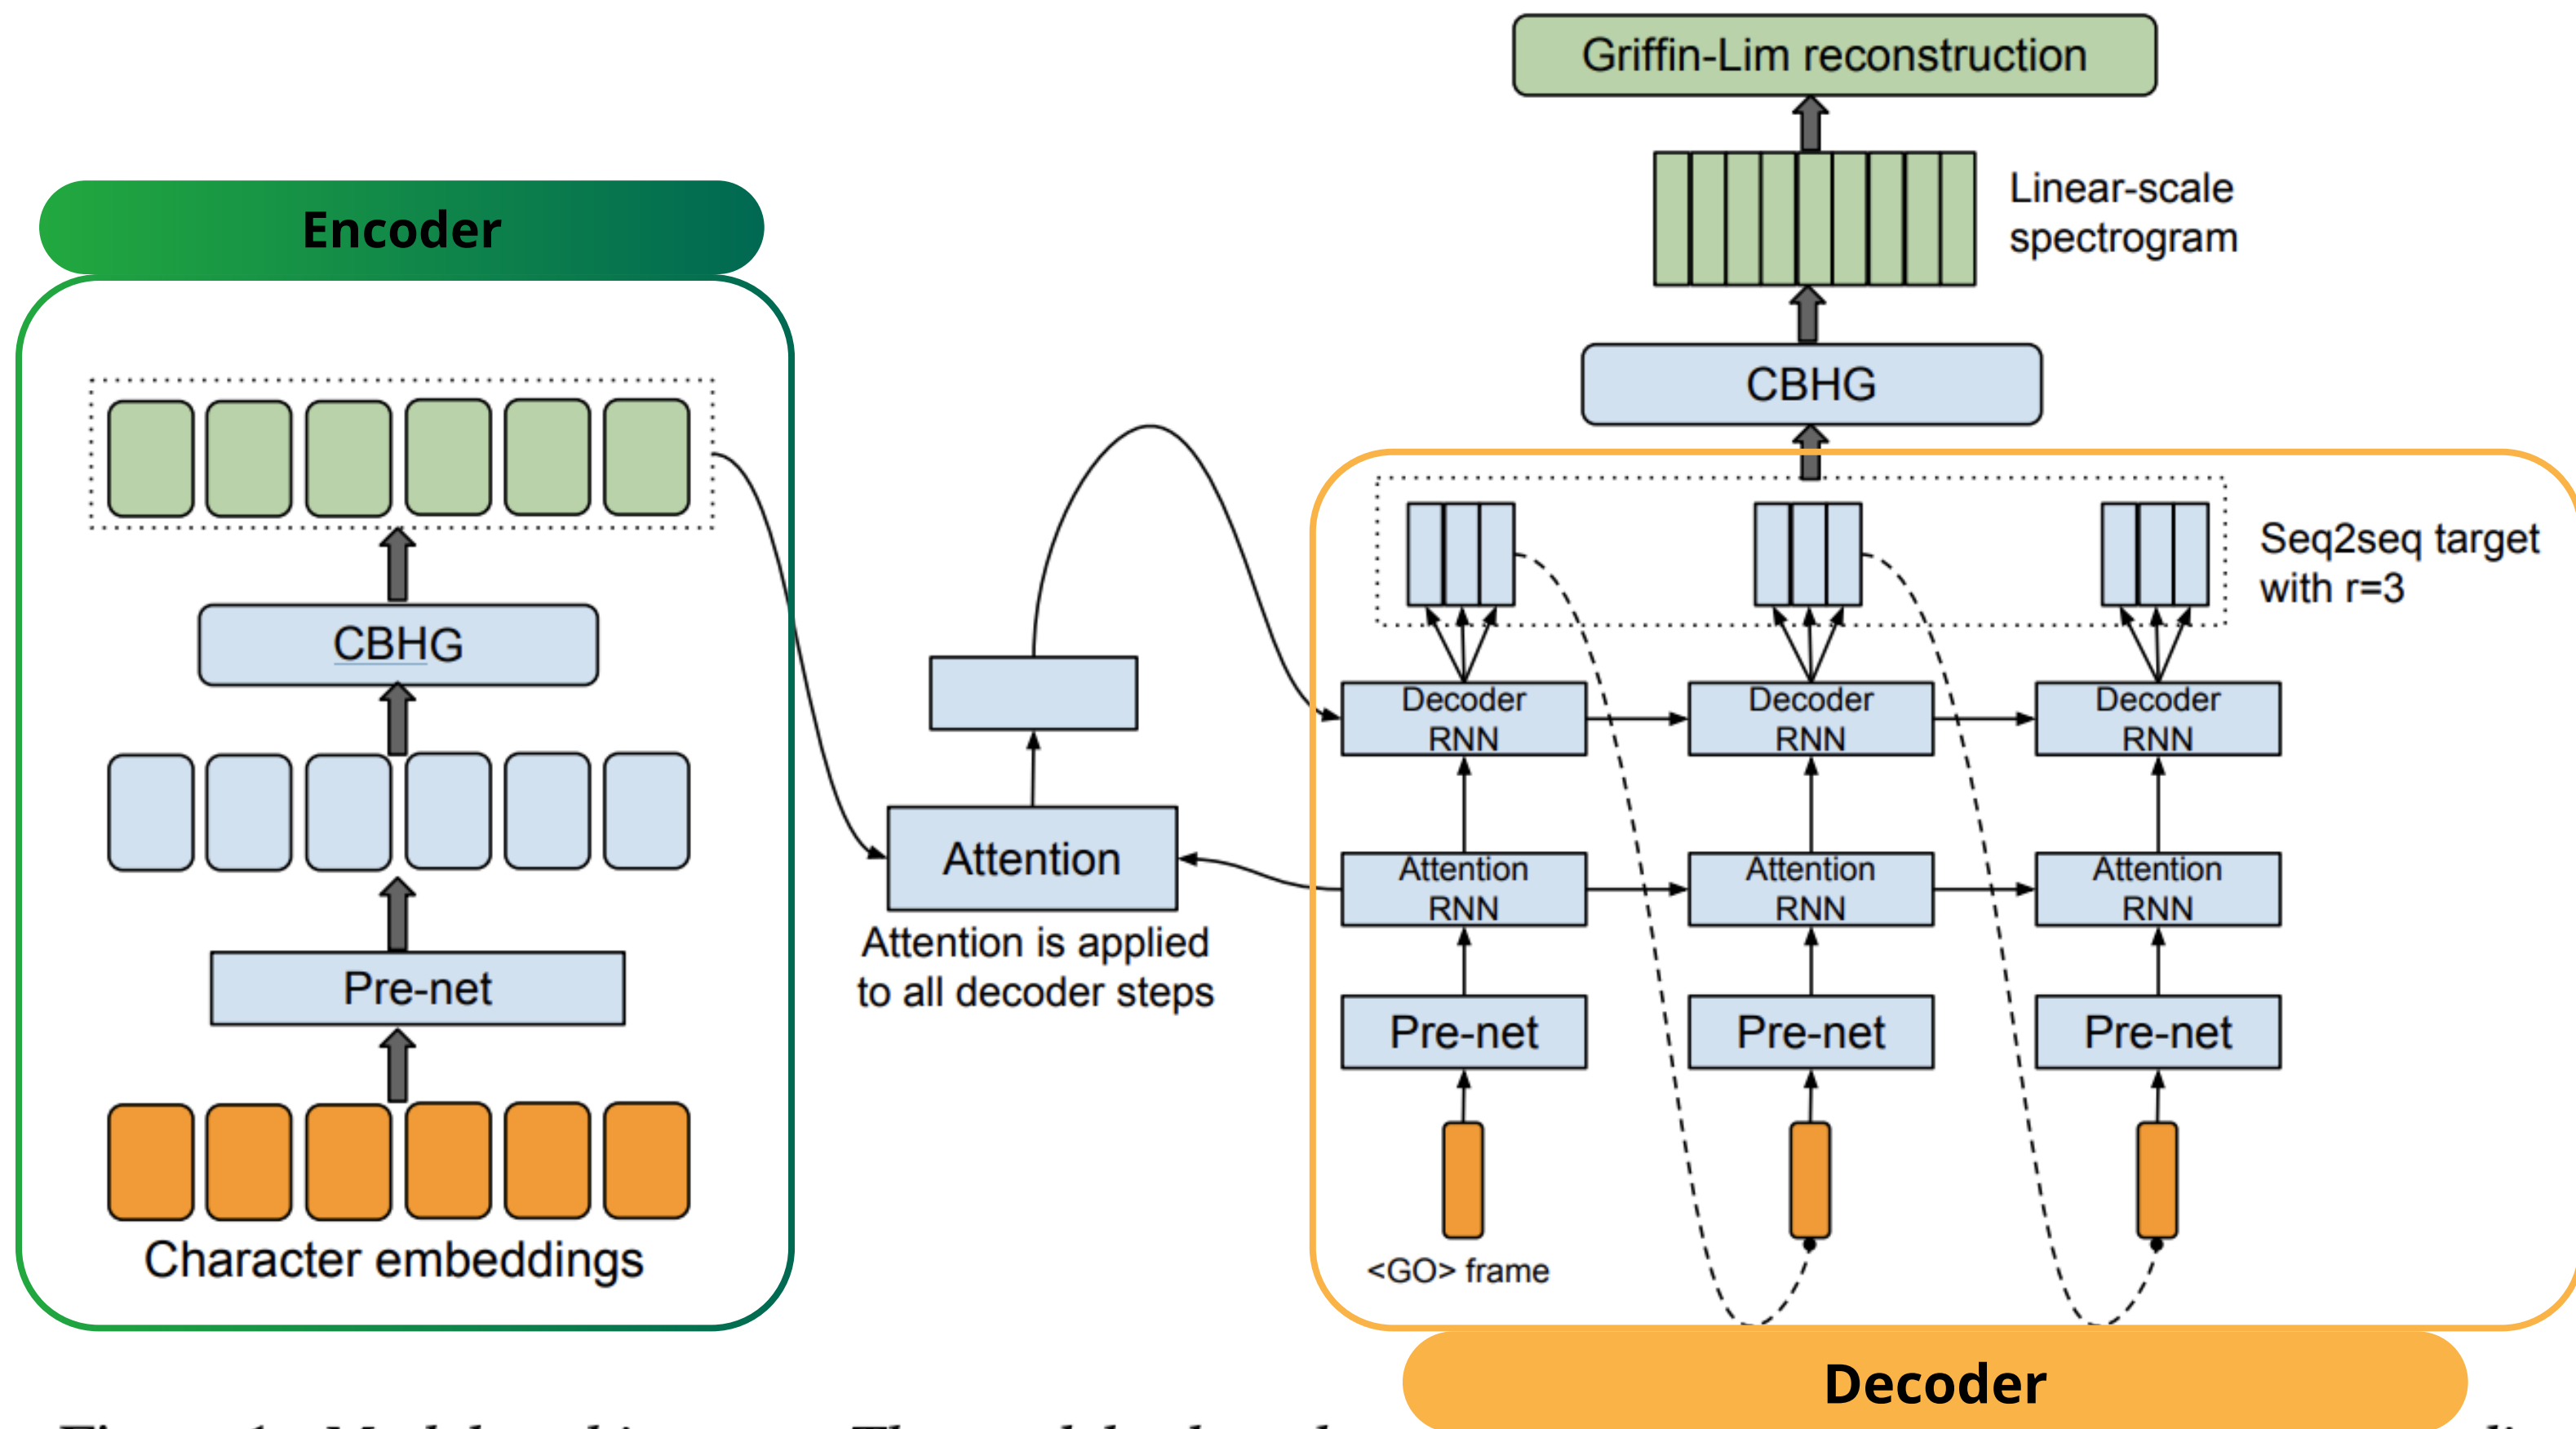 Griffin-Lim reconstruction
Linear-scale
spectrogram
CBHG
Encoder
CBHG
Pre-net
Character embeddings
Attention
Attention is applied
to all decoder steps
Seq2seq target
with r=3
Decoder
RNN
Decoder
RNN
Decoder
RNN
Attention
RNN
Attention
RNN
Attention
RNN
Pre-net
Pre-net
Pre-net
<GO> frame
Decoder